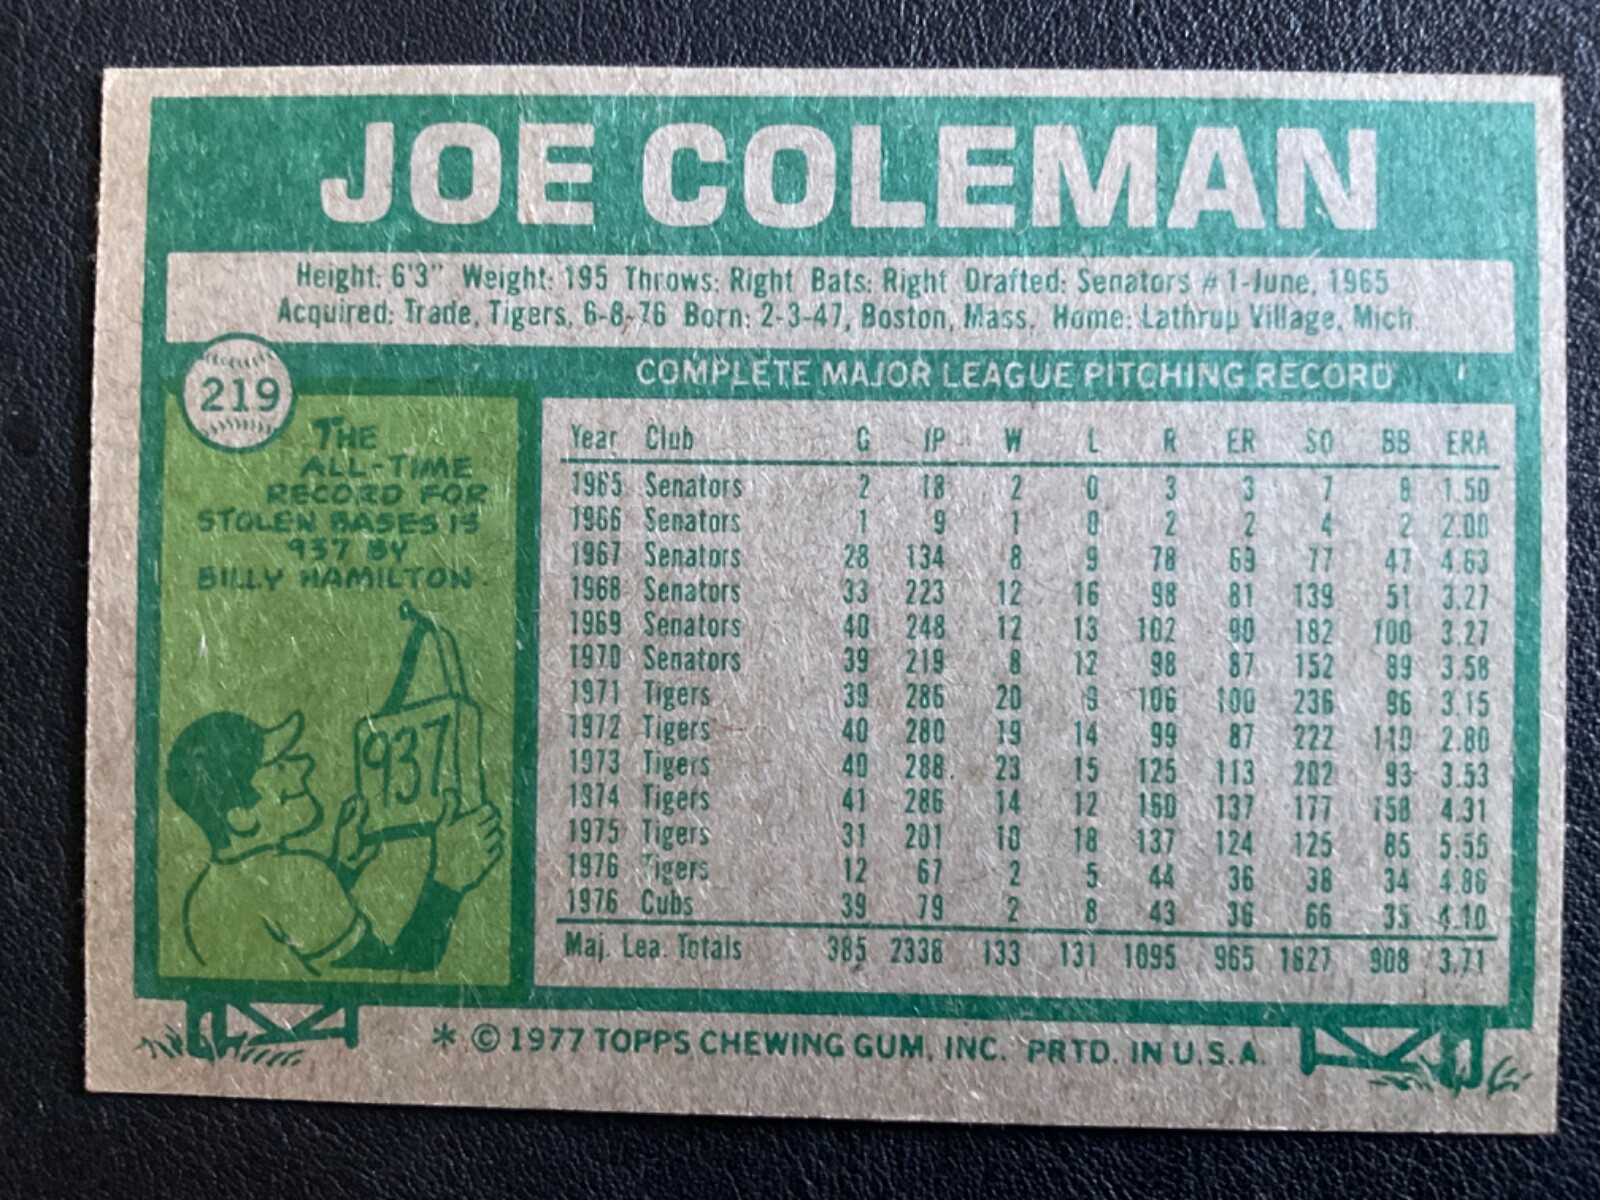 JOE COLEMAN
Height: 6'3" Weight: 195 Throws: Right Bats: Right Drafted: Senators #1-June, 1965
Acquired: Trade, Tigers, 6-8-76 Born: 2-3-47, Boston, Mass. Home: Lathrup Village, Mich.
219
THE
ALL-TIME
RECORD FOR
STOLEN BASES IS
937 BY
BILLY HAMILTON.
937
COMPLETE MAJOR LEAGUE PITCHING RECORD
Year Club G IP W L R ER SO BB ERA
1965 Senators 2 18 2 0 3 3 7 8 1.50
1966 Senators 1 9 1 0 2 2 4 2 2.00
1967 Senators 28 134 8 9 78 69 77 47 4.63
1968 Senators 33 223 12 16 98 81 139 51 3.27
1969 Senators 40 248 12 13 102 90 182 100 3.27
1970 Senators 39 219 8 12 98 87 152 89 3.58
1971 Tigers 39 286 20 9 106 100 236 96 3.15
1972 Tigers 40 280 19 14 99 87 222 110 2.80
1973 Tigers 40 288 23 15 125 113 202 93 3.53
1974 Tigers 41 286 14 12 160 137 177 158 4.31
1975 Tigers 31 201 10 18 137 124 125 85 5.55
1976 Tigers 12 67 2 5 44 36 38 34 4.86
1976 Cubs 39 79 2 8 43 36 66 35 4.10
Maj. Lea. Totals 385 2338 133 131 1095 965 1627 908 3.71
* © 1977 TOPPS CHEWING GUM, INC. PRTD. IN U.S.A.